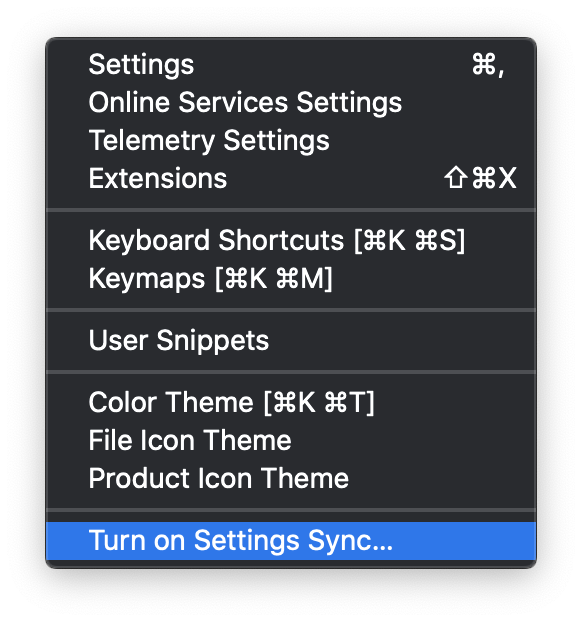 Settings ⌘,
Online Services Settings
Telemetry Settings
Extensions ⇧⌘X
Keyboard Shortcuts [⌘K ⌘S]
Keymaps [⌘K ⌘M]
User Snippets
Color Theme [⌘K ⌘T]
File Icon Theme
Product Icon Theme
Turn on Settings Sync...